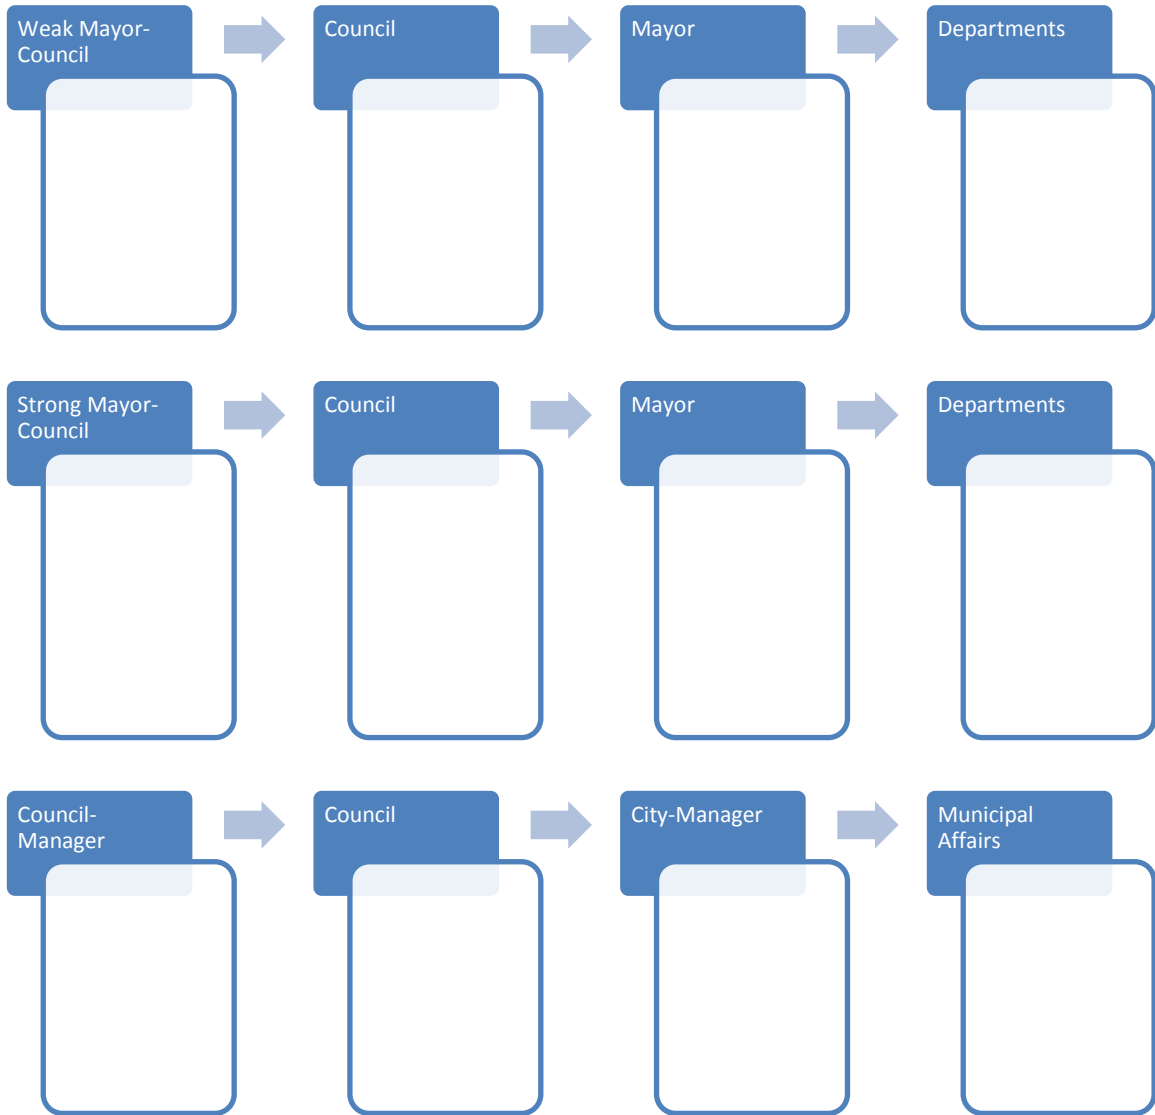 Weak Mayor-
Council
Council
Mayor
Departments
Strong Mayor-
Council
Council
Mayor
Departments
Council-
Manager
Council
City-Manager
Municipal
Affairs